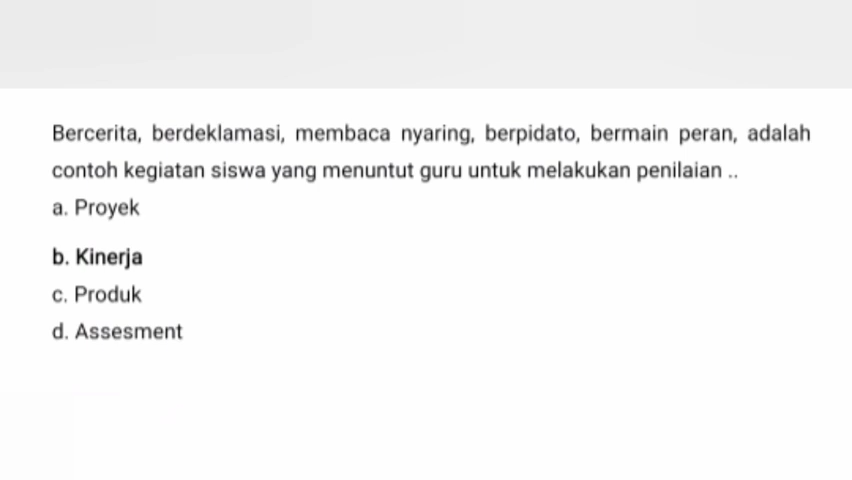 Bercerita, berdeklamasi, membaca nyaring, berpidato, bermain peran, adalah
contoh kegiatan siswa yang menuntut guru untuk melakukan penilaian ..
a. Proyek
b. Kinerja
c. Produk
d. Assesment